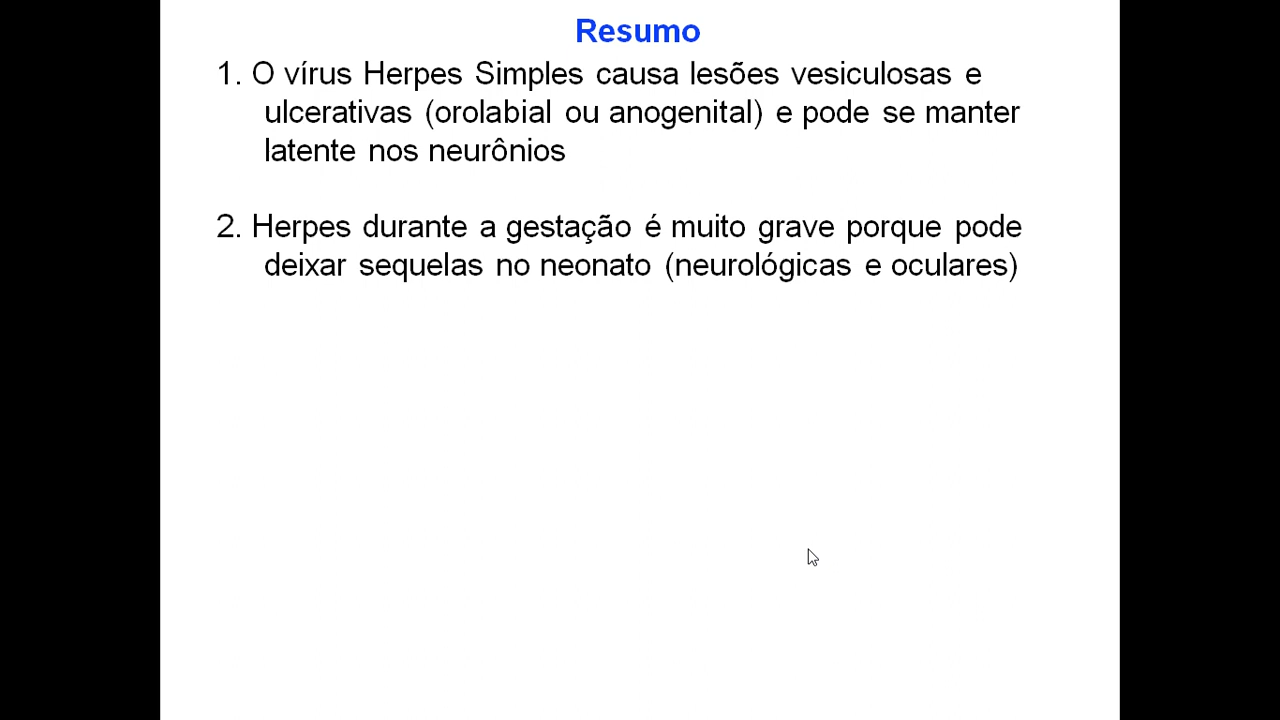 Resumo
1. O vírus Herpes Simples causa lesões vesiculosas e
ulcerativas (orolabial ou anogenital) e pode se manter
latente nos neurônios
2. Herpes durante a gestação é muito grave porque pode
deixar sequelas no neonato (neurológicas e oculares)